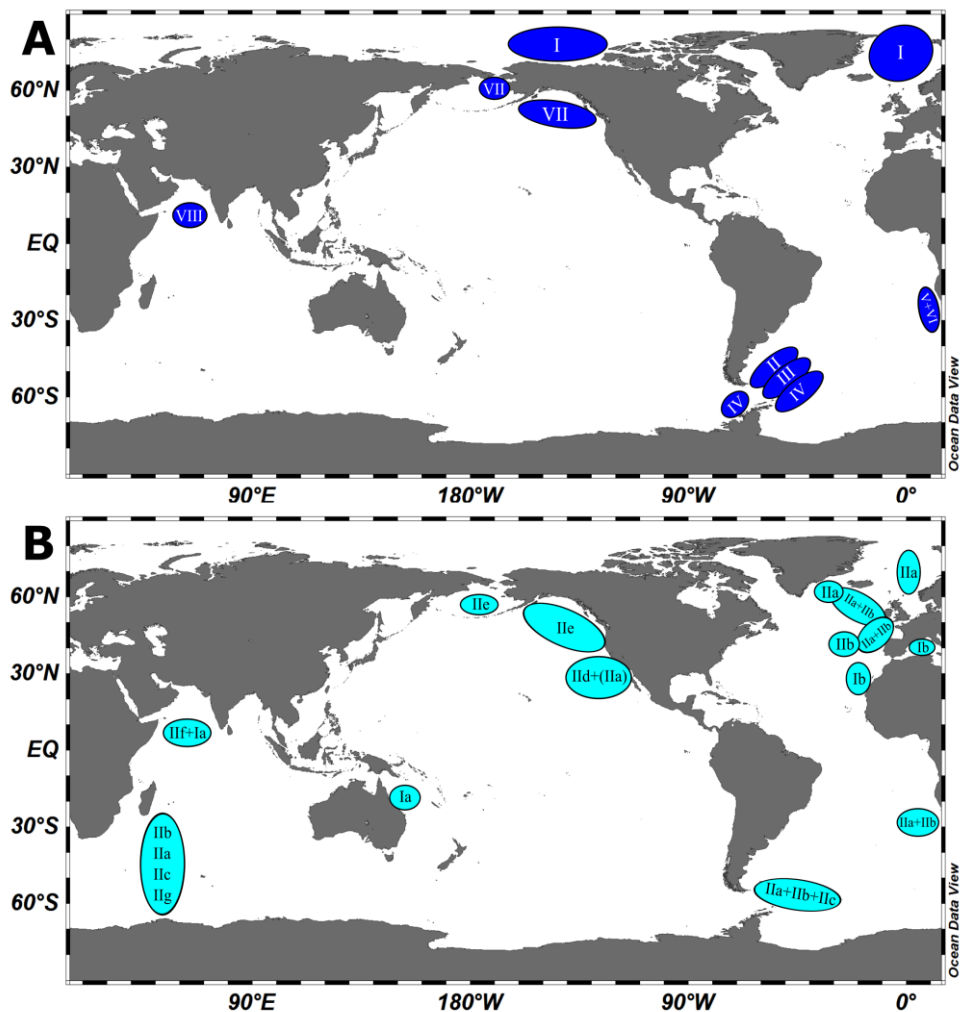 A
I
I
60°N
VII
VII
30°N
VIII
EQ
30°S
V+VI
II
III
60°S
IV
IV
Ocean Data View
90°E
180°W
90°W
0°
B
IIa
60°N
IIe
IIa
IIa+IIb
IIe
IIb
IIa+IIb
Ib
30°N
IId+(IIa)
Ib
IIf+Ia
EQ
Ia
30°S
IIb
IIa+IIb
IIa
IIc
IIg
IIa+IIb+IIc
60°S
Ocean Data View
90°E
180°W
90°W
0°